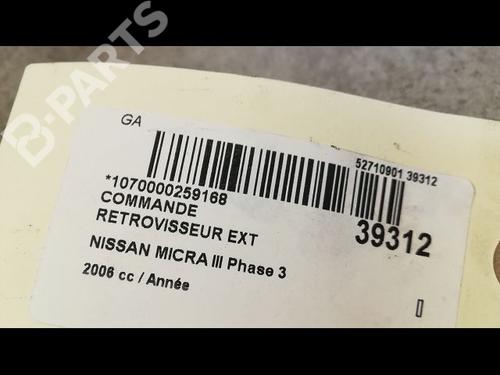 B-PARTS
GA
52710901 39312
*1070000259168
COMMANDE
RETROVISSEUR EXT
39312
NISSAN MICRA III Phase 3
2006 cc / Année